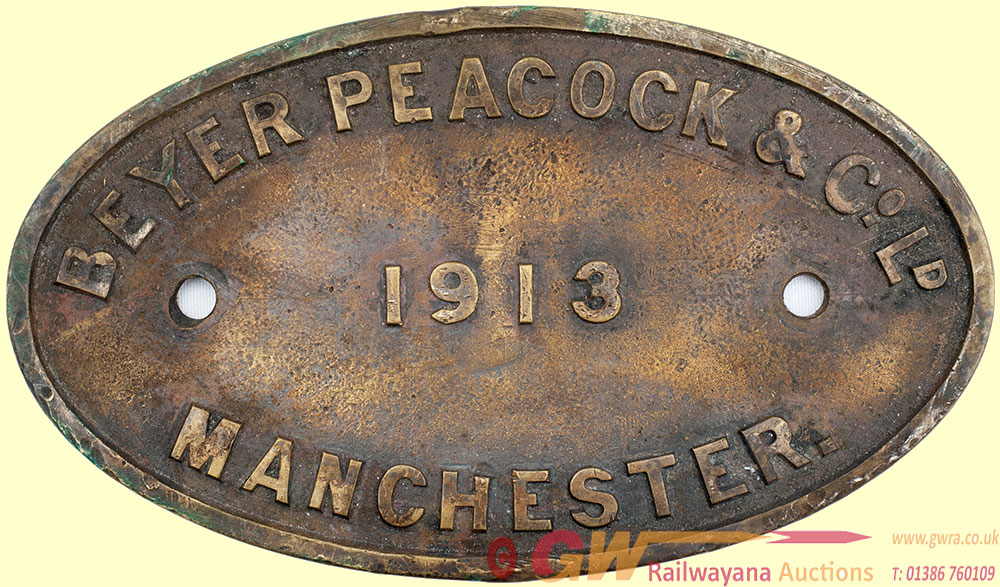 BEYER PEACOCK & Co. LD
1913
MANCHESTER.
© GW
Railwayana Auctions
www.gwra.co.uk
T: 01386 760109